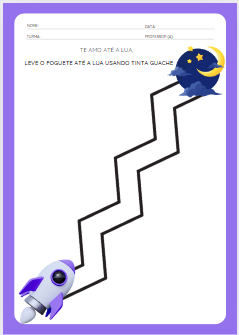 NOME:
DATA:
TURMA:
PROFESSOR (A):
TE AMO ATÉ A LUA,
LEVE O FOGUETE ATÉ A LUA USANDO TINTA GUACHE